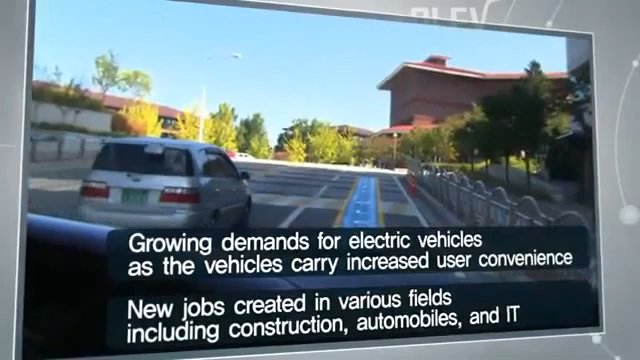 OLEV
Growing demands for electric vehicles
as the vehicles carry increased user convenience
New jobs created in various fields
including construction, automobiles, and IT